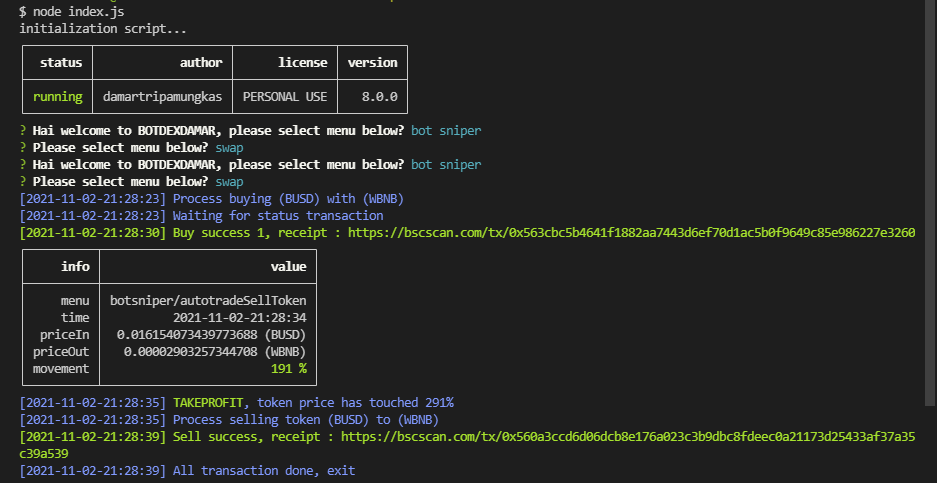 $ node index.js
initialization script...
status author license version
running damartripamungkas PERSONAL USE 8.0.0
? Hai welcome to BOTDEXDAMAR, please select menu below? bot sniper
? Please select menu below? swap
? Hai welcome to BOTDEXDAMAR, please select menu below? bot sniper
? Please select menu below? swap
[2021-11-02-21:28:23] Process buying (BUSD) with (WBNB)
[2021-11-02-21:28:23] Waiting for status transaction
[2021-11-02-21:28:30] Buy success 1, receipt : https://bscscan.com/tx/0x563cbc5b4641f1882aa7443d6ef70d1ac5b0f9649c85e986227e3260
info value
menu botsniper/autotradeSellToken
time 2021-11-02-21:28:34
priceIn 0.016154073439773688 (BUSD)
priceOut 0.00002903257344708 (WBNB)
movement 191 %
[2021-11-02-21:28:35] TAKEPROFIT, token price has touched 291%
[2021-11-02-21:28:35] Process selling token (BUSD) to (WBNB)
[2021-11-02-21:28:39] Sell success, receipt : https://bscscan.com/tx/0x560a3ccd6d06dcb8e176a023c3b9dbc8fdeec0a21173d25433af37a35
c39a539
[2021-11-02-21:28:39] All transaction done, exit